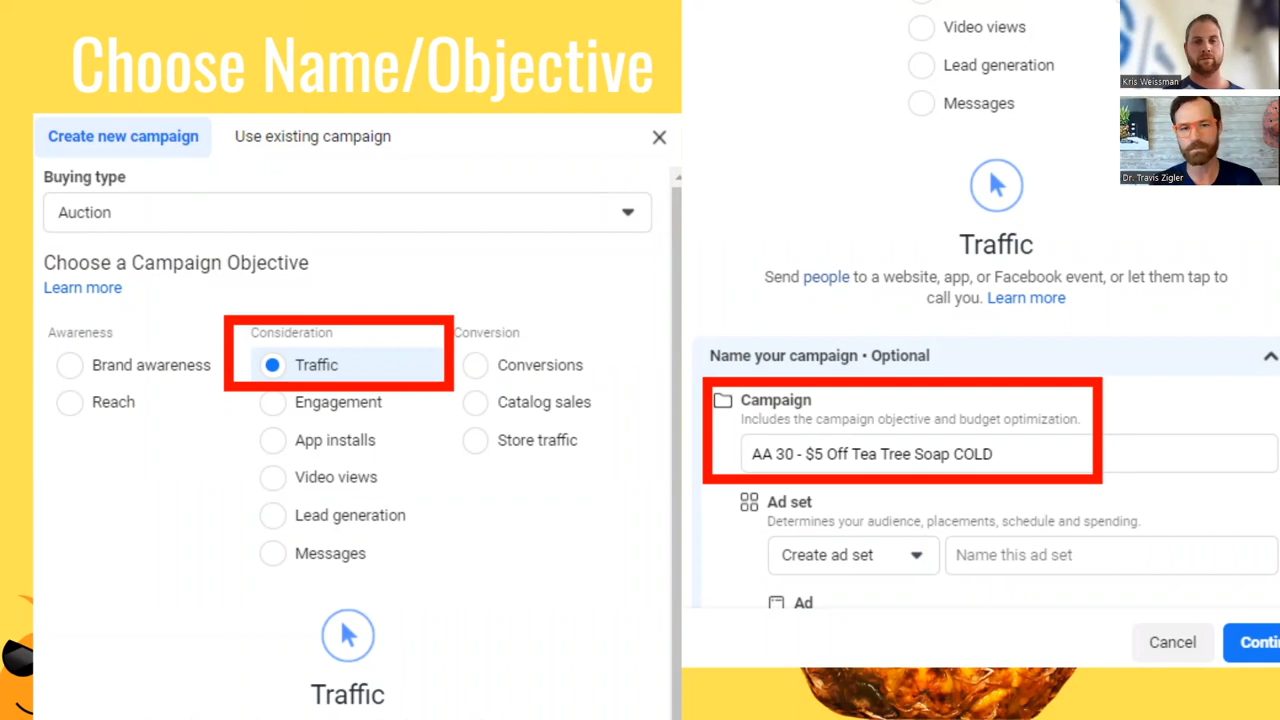 Choose Name/Objective
Create new campaign
Use existing campaign
Buying type
Auction
Choose a Campaign Objective
Learn more
Awareness
Consideration
Conversion
Brand awareness
Traffic
Conversions
Reach
Engagement
Catalog sales
App installs
Store traffic
Video views
Lead generation
Messages
Traffic
Video views
Lead generation
Messages
Traffic
Send people to a website, app, or Facebook event, or let them tap to
call you. Learn more
Name your campaign • Optional
Campaign
Includes the campaign objective and budget optimization.
AA 30 - $5 Off Tea Tree Soap COLD
Ad set
Determines your audience, placements, schedule and spending.
Create ad set
Name this ad set
Ad
Cancel
Conti
Kris Weissman
Dr. Travis Zigler